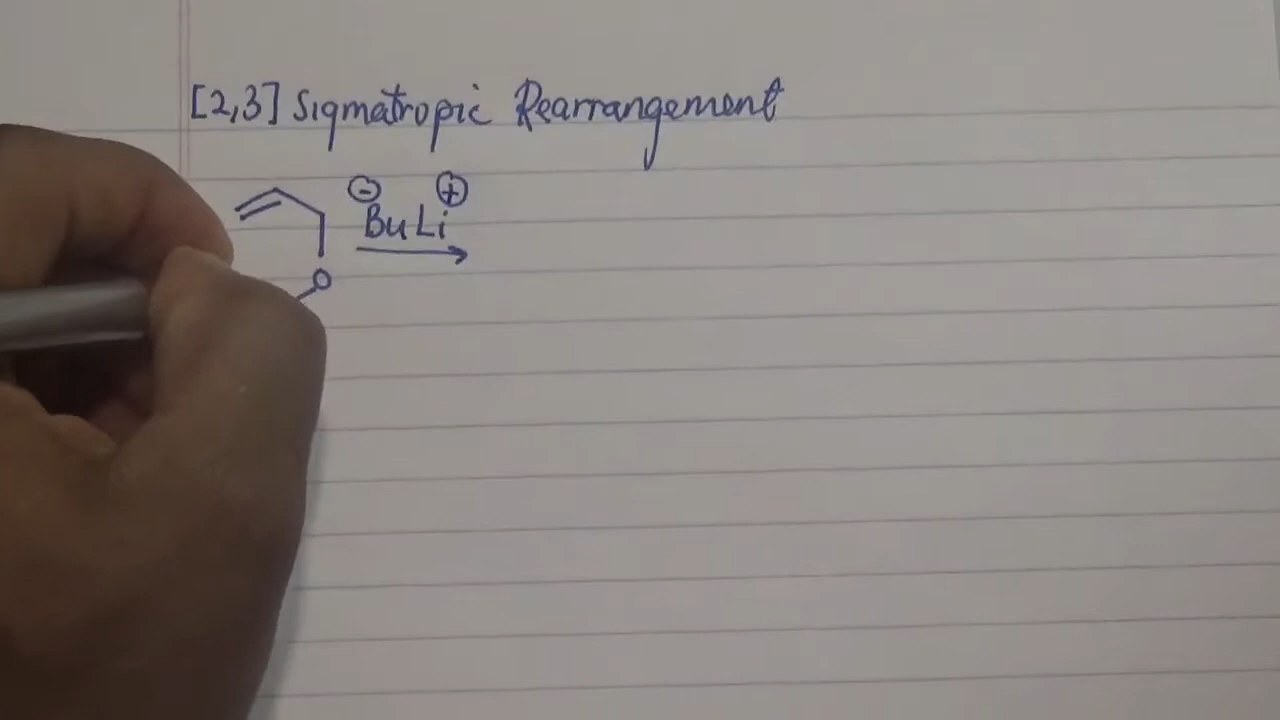 [2,3] Sigmatropic Rearrangement
⊖ ⊕
BuLi
O